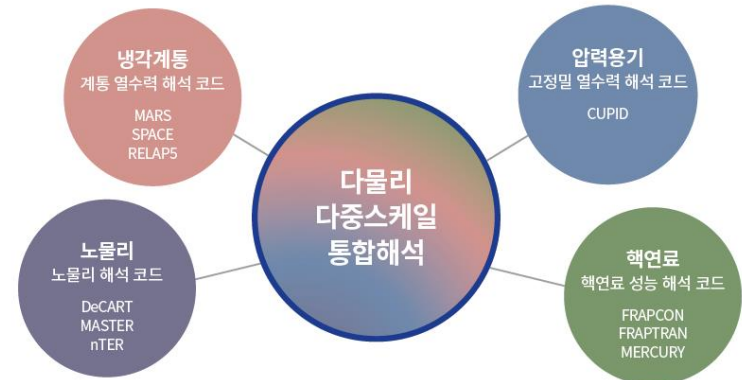 냉각계통
계통 열수력 해석 코드
MARS
SPACE
RELAP5
압력용기
고정밀 열수력 해석 코드
CUPID
다물리
다중스케일
통합해석
노물리
노물리 해석 코드
DeCART
MASTER
nTER
핵연료
핵연료 성능 해석 코드
FRAPCON
FRAPTRAN
MERCURY